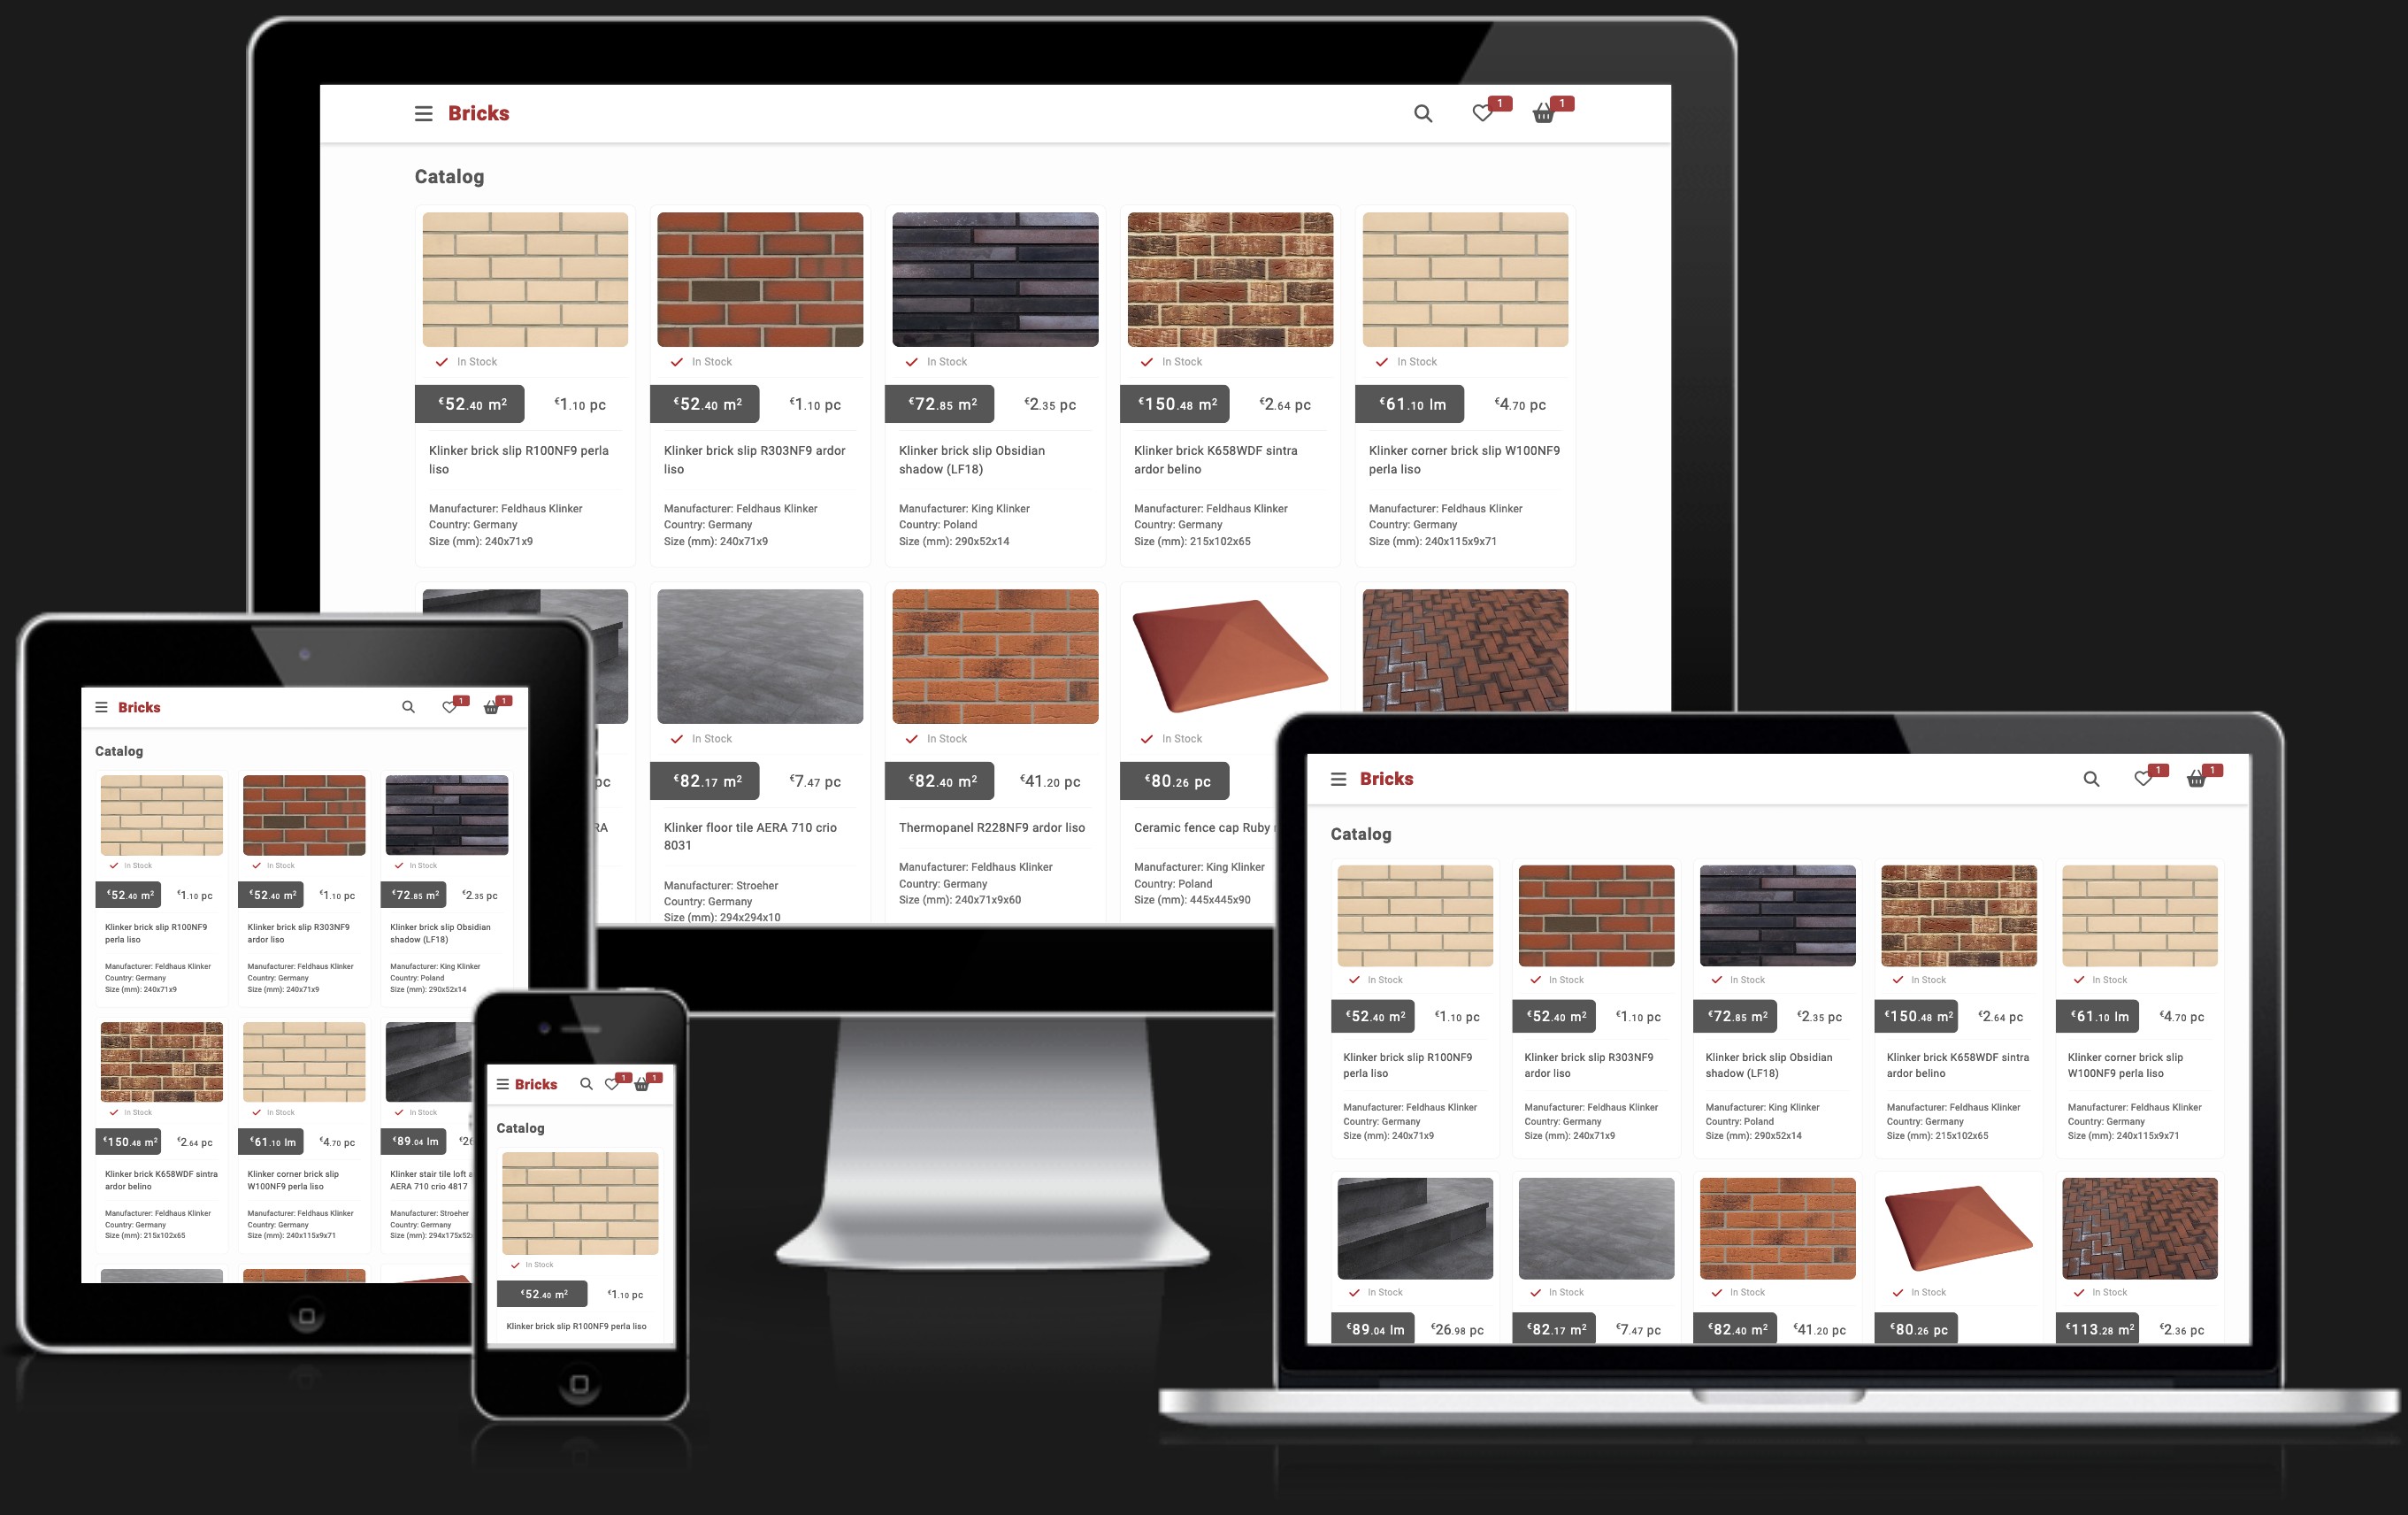 Bricks
1
1
Catalog
In Stock
In Stock
In Stock
In Stock
In Stock
€52.40 m² €1.10 pc
€52.40 m² €1.10 pc
€72.85 m² €2.35 pc
€150.48 m² €2.64 pc
€61.10 lm €4.70 pc
Klinker brick slip R100NF9 perla
liso
Klinker brick slip R303NF9 ardor
liso
Klinker brick slip Obsidian
shadow (LF18)
Klinker brick K658WDF sintra
ardor belino
Klinker corner brick slip W100NF9
perla liso
Manufacturer: Feldhaus Klinker
Country: Germany
Size (mm): 240x71x9
Manufacturer: Feldhaus Klinker
Country: Germany
Size (mm): 240x71x9
Manufacturer: King Klinker
Country: Poland
Size (mm): 290x52x14
Manufacturer: Feldhaus Klinker
Country: Germany
Size (mm): 215x102x65
Manufacturer: Feldhaus Klinker
Country: Germany
Size (mm): 240x115x9x71
In Stock
In Stock
In Stock
pc
€82.17 m² €7.47 pc
€82.40 m² €41.20 pc
€80.26 pc
RA
Klinker floor tile AERA 710 crio
8031
Thermopanel R228NF9 ardor liso
Ceramic fence cap Ruby
Manufacturer: Stroeher
Country: Germany
Size (mm): 294x294x10
Manufacturer: Feldhaus Klinker
Country: Germany
Size (mm): 240x71x9x60
Manufacturer: King Klinker
Country: Poland
Size (mm): 445x445x90
Bricks
1
1
Catalog
In Stock
In Stock
In Stock
€52.40 m² €1.10 pc
€52.40 m² €1.10 pc
€72.85 m² €2.35 pc
Klinker brick slip R100NF9
perla liso
Klinker brick slip R303NF9
ardor liso
Klinker brick slip Obsidian
shadow (LF18)
Manufacturer: Feldhaus Klinker
Country: Germany
Size (mm): 240x71x9
Manufacturer: Feldhaus Klinker
Country: Germany
Size (mm): 240x71x9
Manufacturer: King Klinker
Country: Poland
Size (mm): 290x52x14
In Stock
In Stock
In Stock
€150.48 m² €2.64 pc
€61.10 lm €4.70 pc
€89.04 lm
Klinker brick K658WDF sintra
ardor belino
Klinker corner brick slip
W100NF9 perla liso
Klinker stair tile loft
AERA 710 crio 4817
Manufacturer: Feldhaus Klinker
Country: Germany
Size (mm): 215x102x65
Manufacturer: Feldhaus Klinker
Country: Germany
Size (mm): 240x115x9x71
Manufacturer: Stroeher
Country: Germany
Size (mm): 294x175x52
Bricks
1
1
Catalog
In Stock
€52.40 m² €1.10 pc
Klinker brick slip R100NF9 perla liso
Bricks
1
1
Catalog
In Stock
In Stock
In Stock
In Stock
In Stock
€52.40 m² €1.10 pc
€52.40 m² €1.10 pc
€72.85 m² €2.35 pc
€150.48 m² €2.64 pc
€61.10 lm €4.70 pc
Klinker brick slip R100NF9
perla liso
Klinker brick slip R303NF9
ardor liso
Klinker brick slip Obsidian
shadow (LF18)
Klinker brick K658WDF sintra
ardor belino
Klinker corner brick slip
W100NF9 perla liso
Manufacturer: Feldhaus Klinker
Country: Germany
Size (mm): 240x71x9
Manufacturer: Feldhaus Klinker
Country: Germany
Size (mm): 240x71x9
Manufacturer: King Klinker
Country: Poland
Size (mm): 290x52x14
Manufacturer: Feldhaus Klinker
Country: Germany
Size (mm): 215x102x65
Manufacturer: Feldhaus Klinker
Country: Germany
Size (mm): 240x115x9x71
In Stock
In Stock
In Stock
In Stock
In Stock
€89.04 lm €26.98 pc
€82.17 m² €7.47 pc
€82.40 m² €41.20 pc
€80.26 pc
€113.28 m² €2.36 pc